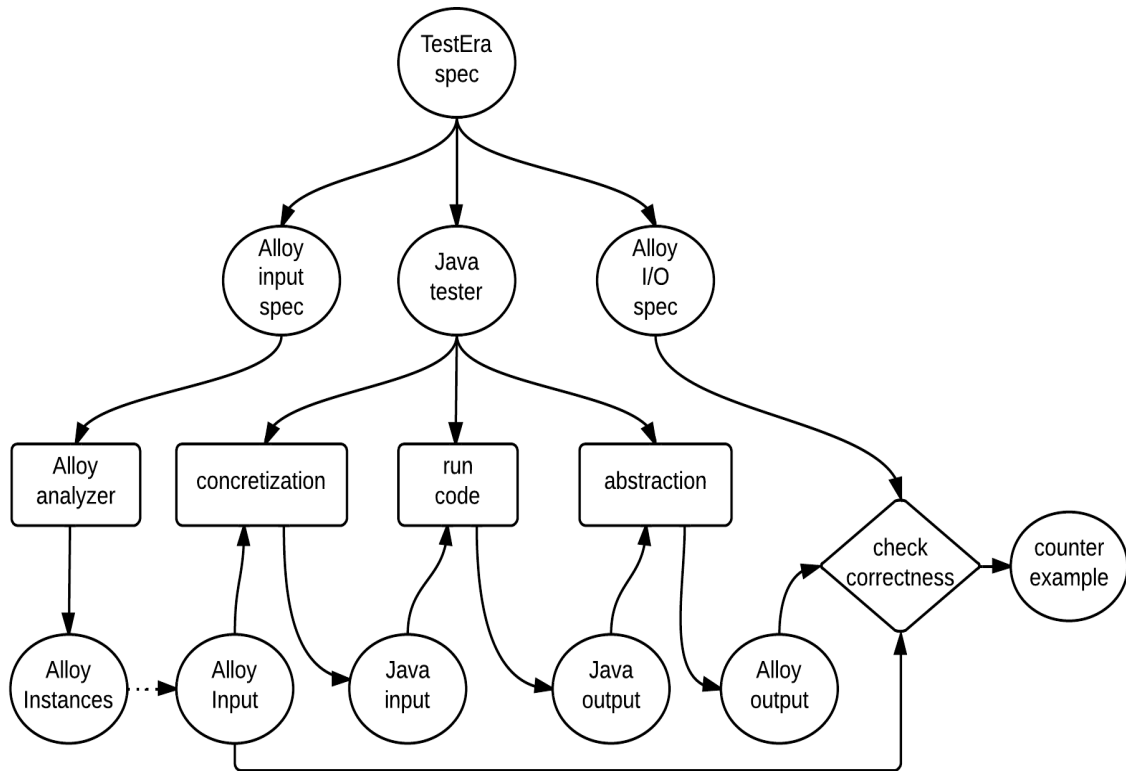 TestEra
spec
Alloy
input
spec
Java
tester
Alloy
I/O
spec
Alloy
analyzer
concretization
run
code
abstraction
check
correctness
counter
example
Alloy
Instances
Alloy
Input
Java
input
Java
output
Alloy
output